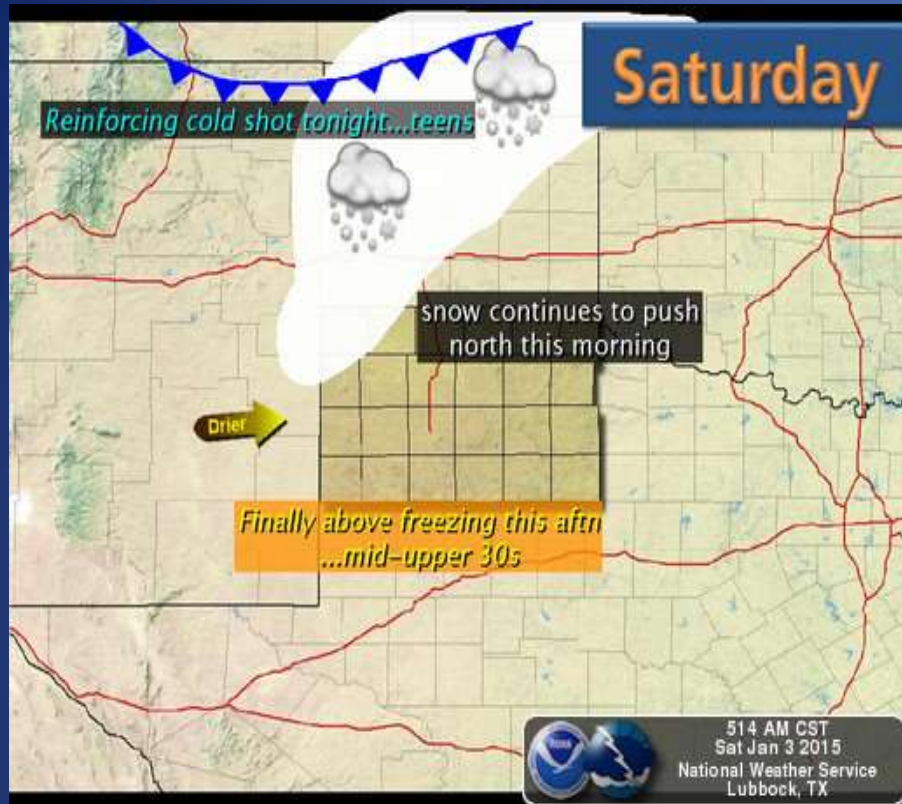 Saturday
Reinforcing cold shot tonight...teens
snow continues to push
north this morning
Drier
Finally above freezing this aftn
...mid-upper 30s
514 AM CST
Sat Jan 3 2015
National Weather Service
Lubbock, TX